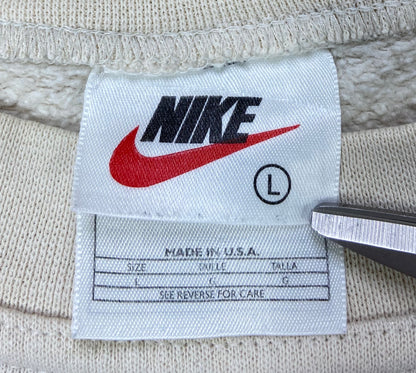 NIKE
L
MADE IN U.S.A.
SIZE TAILLE TALLA
L G G
SEE REVERSE FOR CARE